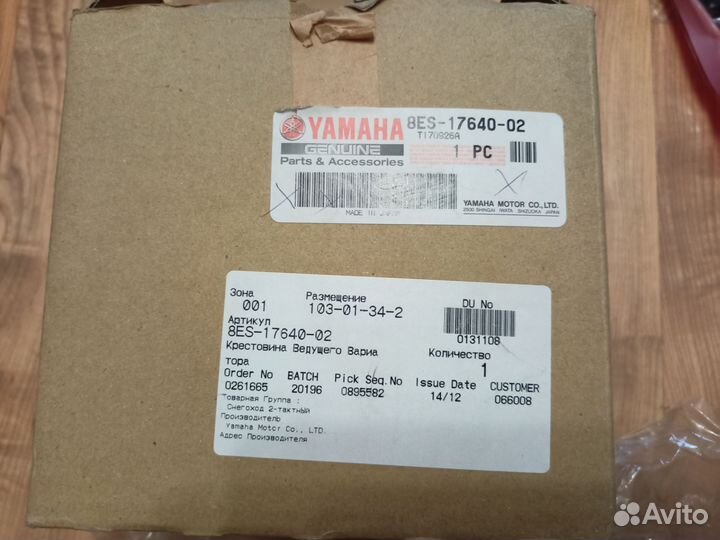 YAMAHA
8ES-17640-02
T170926A
GENUINE
1 PC
Parts & Accessories
MADE IN JAPAN
YAMAHA MOTOR CO., LTD.
2500 SHINGAI IWATA SHIZUOKA JAPAN
Зона
001
Размещение
103-01-34-2
DU No
0131108
Артикул
8ES-17640-02
Крестовина Ведущего Вариа
тора
Количество
1
Order No BATCH Pick Seq.No Issue Date CUSTOMER
0261665 20196 0895582 14/12 066008
Товарная Группа :
Снегоход 2-тактный
Производитель
Yamaha Motor Co., LTD.
Адрес Производителя
Avito